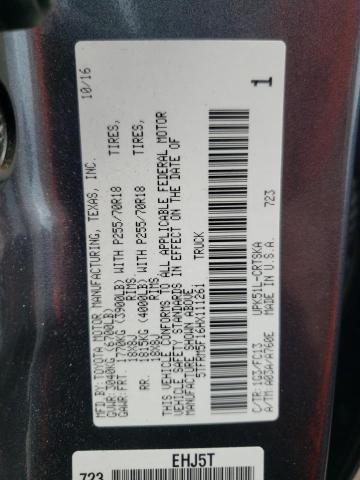 MFD. BY:
TOYOTA MOTOR MANUFACTURING, TEXAS, INC. 10/16
GVWR 3040KG (6700LB)
GAWR FRT 1770KG (3900LB) WITH P255/70R18 TIRES,
18X8J RIMS
RR. 1815KG (4000LB) WITH P255/70R18 TIRES,
18X8J RIMS
THIS VEHICLE CONFORMS TO ALL APPLICABLE FEDERAL MOTOR
VEHICLE SAFETY STANDARDS IN EFFECT ON THE DATE OF
MANUFACTURE SHOWN ABOVE.
5TFRM5F16HX111261 TRUCK
1
723
C/TR: 1G3/FC13 UPK51L-CRTSKA
A/TM A03A/A760E MADE IN U.S.A.
EHJ5T
723